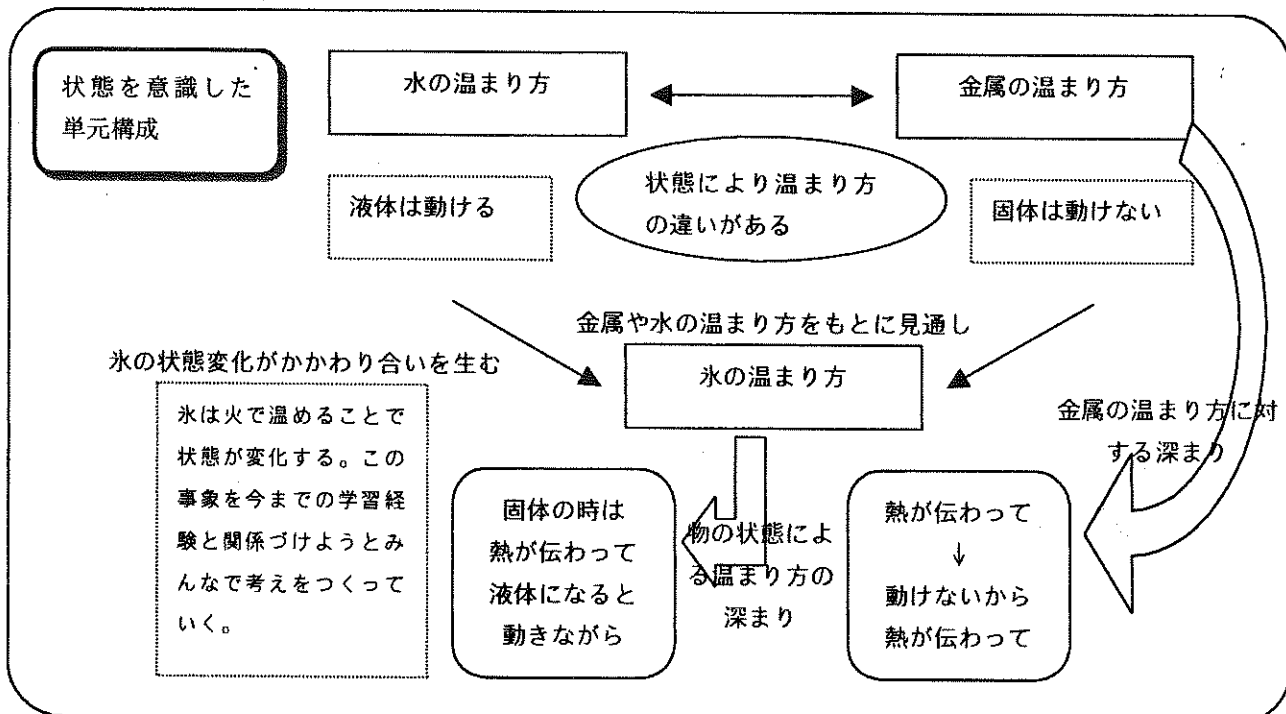 状態を意識した
単元構成
水の温まり方
金属の温まり方
液体は動ける
状態により温まり方
の違いがある
固体は動けない
金属や水の温まり方をもとに見通し
氷の状態変化がかかわり合いを生む
氷の温まり方
氷は火で温めることで
状態が変化する。この
事象を今までの学習経
験と関係づけようとみ
んなで考えをつくって
いく。
金属の温まり方に対
する深まり
固体の時は
熱が伝わって
液体になると
動きながら
物の状態によ
る温まり方の
深まり
熱が伝わって
↓
動けないから
熱が伝わって